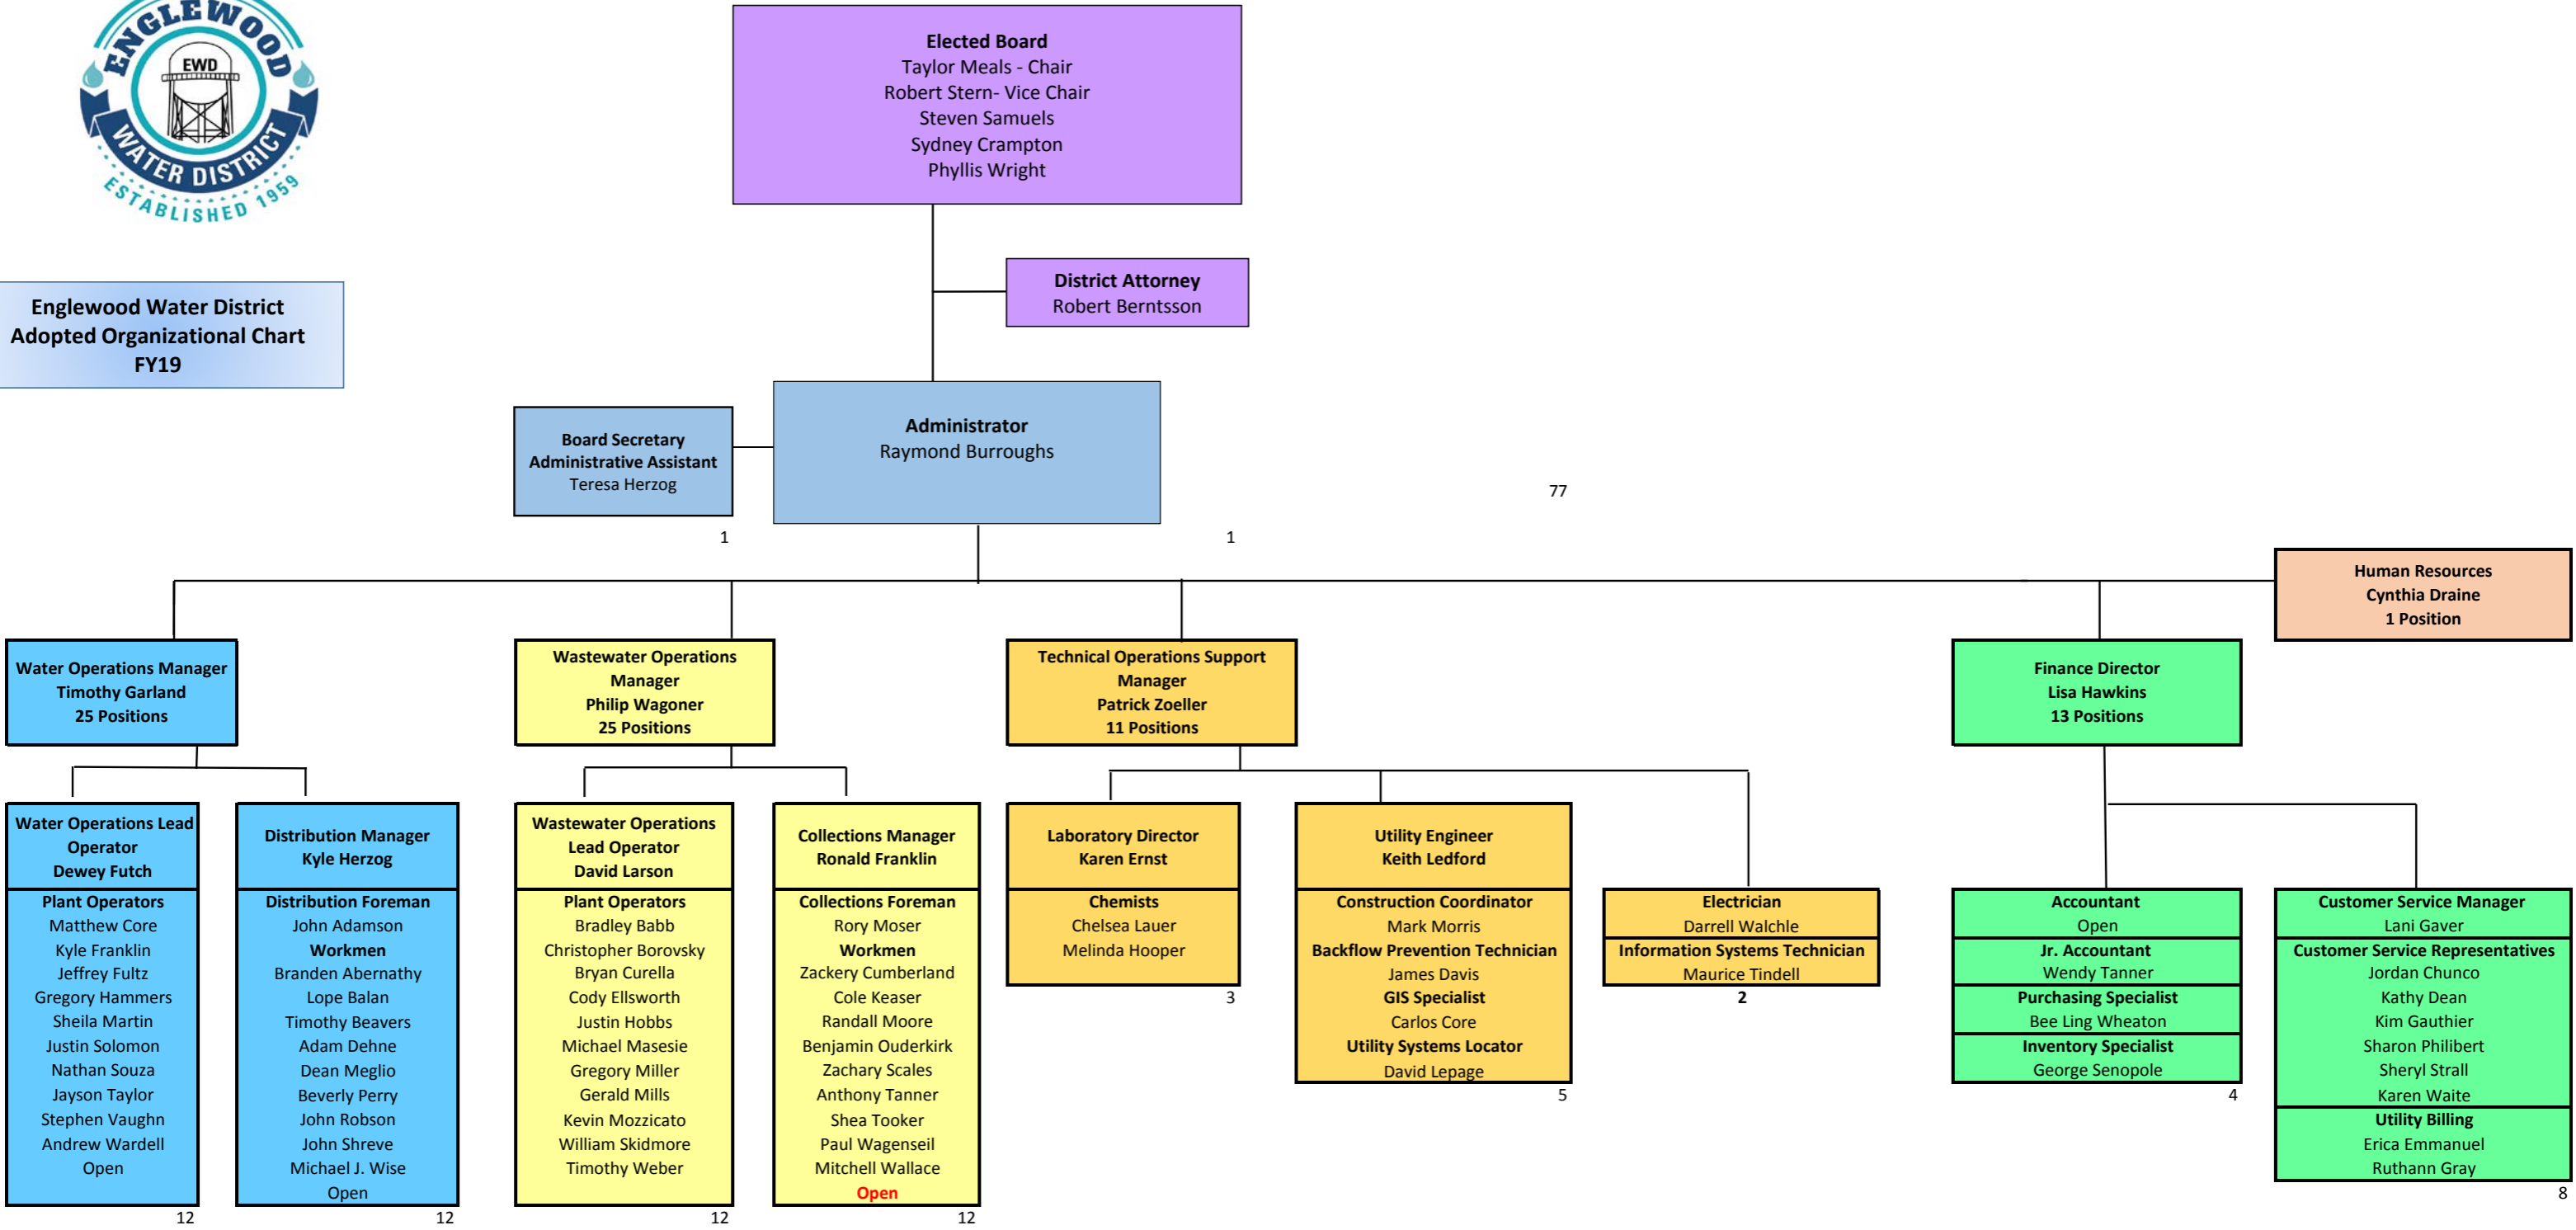 ENGLEWOOD
EWD
WATER DISTRICT
ESTABLISHED 1959
Englewood Water District
Adopted Organizational Chart
FY19
Elected Board
Taylor Meals - Chair
Robert Stern- Vice Chair
Steven Samuels
Sydney Crampton
Phyllis Wright
District Attorney
Robert Berntsson
Board Secretary
Administrative Assistant
Teresa Herzog
1
Administrator
Raymond Burroughs
1
77
Human Resources
Cynthia Draine
1 Position
Water Operations Manager
Timothy Garland
25 Positions
Wastewater Operations
Manager
Philip Wagoner
25 Positions
Technical Operations Support
Manager
Patrick Zoeller
11 Positions
Finance Director
Lisa Hawkins
13 Positions
Water Operations Lead
Operator
Dewey Futch
Plant Operators
Matthew Core
Kyle Franklin
Jeffrey Fultz
Gregory Hammers
Sheila Martin
Justin Solomon
Nathan Souza
Jayson Taylor
Stephen Vaughn
Andrew Wardell
Open
12
Distribution Manager
Kyle Herzog
Distribution Foreman
John Adamson
Workmen
Branden Abernathy
Lope Balan
Timothy Beavers
Adam Dehne
Dean Meglio
Beverly Perry
John Robson
John Shreve
Michael J. Wise
Open
12
Wastewater Operations
Lead Operator
David Larson
Plant Operators
Bradley Babb
Christopher Borovsky
Bryan Curella
Cody Ellsworth
Justin Hobbs
Michael Masesie
Gregory Miller
Gerald Mills
Kevin Mozzicato
William Skidmore
Timothy Weber
12
Collections Manager
Ronald Franklin
Collections Foreman
Rory Moser
Workmen
Zackery Cumberland
Cole Keaser
Randall Moore
Benjamin Ouderkirk
Zachary Scales
Anthony Tanner
Shea Tooker
Paul Wagenseil
Mitchell Wallace
Open
12
Laboratory Director
Karen Ernst
Chemists
Chelsea Lauer
Melinda Hooper
3
Utility Engineer
Keith Ledford
Construction Coordinator
Mark Morris
Backflow Prevention Technician
James Davis
GIS Specialist
Carlos Core
Utility Systems Locator
David Lepage
5
Electrician
Darrell Walchle
Information Systems Technician
Maurice Tindell
2
Accountant
Open
Jr. Accountant
Wendy Tanner
Purchasing Specialist
Bee Ling Wheaton
Inventory Specialist
George Senopole
4
Customer Service Manager
Lani Gaver
Customer Service Representatives
Jordan Chunco
Kathy Dean
Kim Gauthier
Sharon Philibert
Sheryl Strall
Karen Waite
Utility Billing
Erica Emmanuel
Ruthann Gray
8